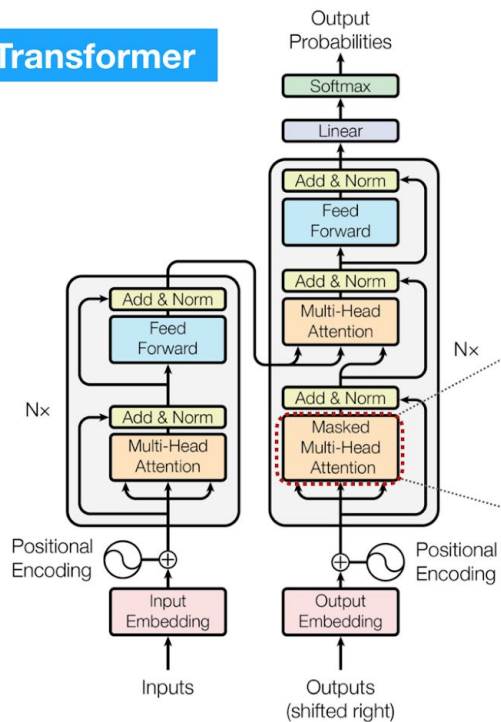 Transformer
Output
Probabilities
Softmax
Linear
Add & Norm
Feed
Forward
Add & Norm
Multi-Head
Attention
Add & Norm
Masked
Multi-Head
Attention
N×
Add & Norm
Feed
Forward
Add & Norm
Multi-Head
Attention
N×
Positional
Encoding
Positional
Encoding
Input
Embedding
Output
Embedding
Inputs
Outputs
(shifted right)